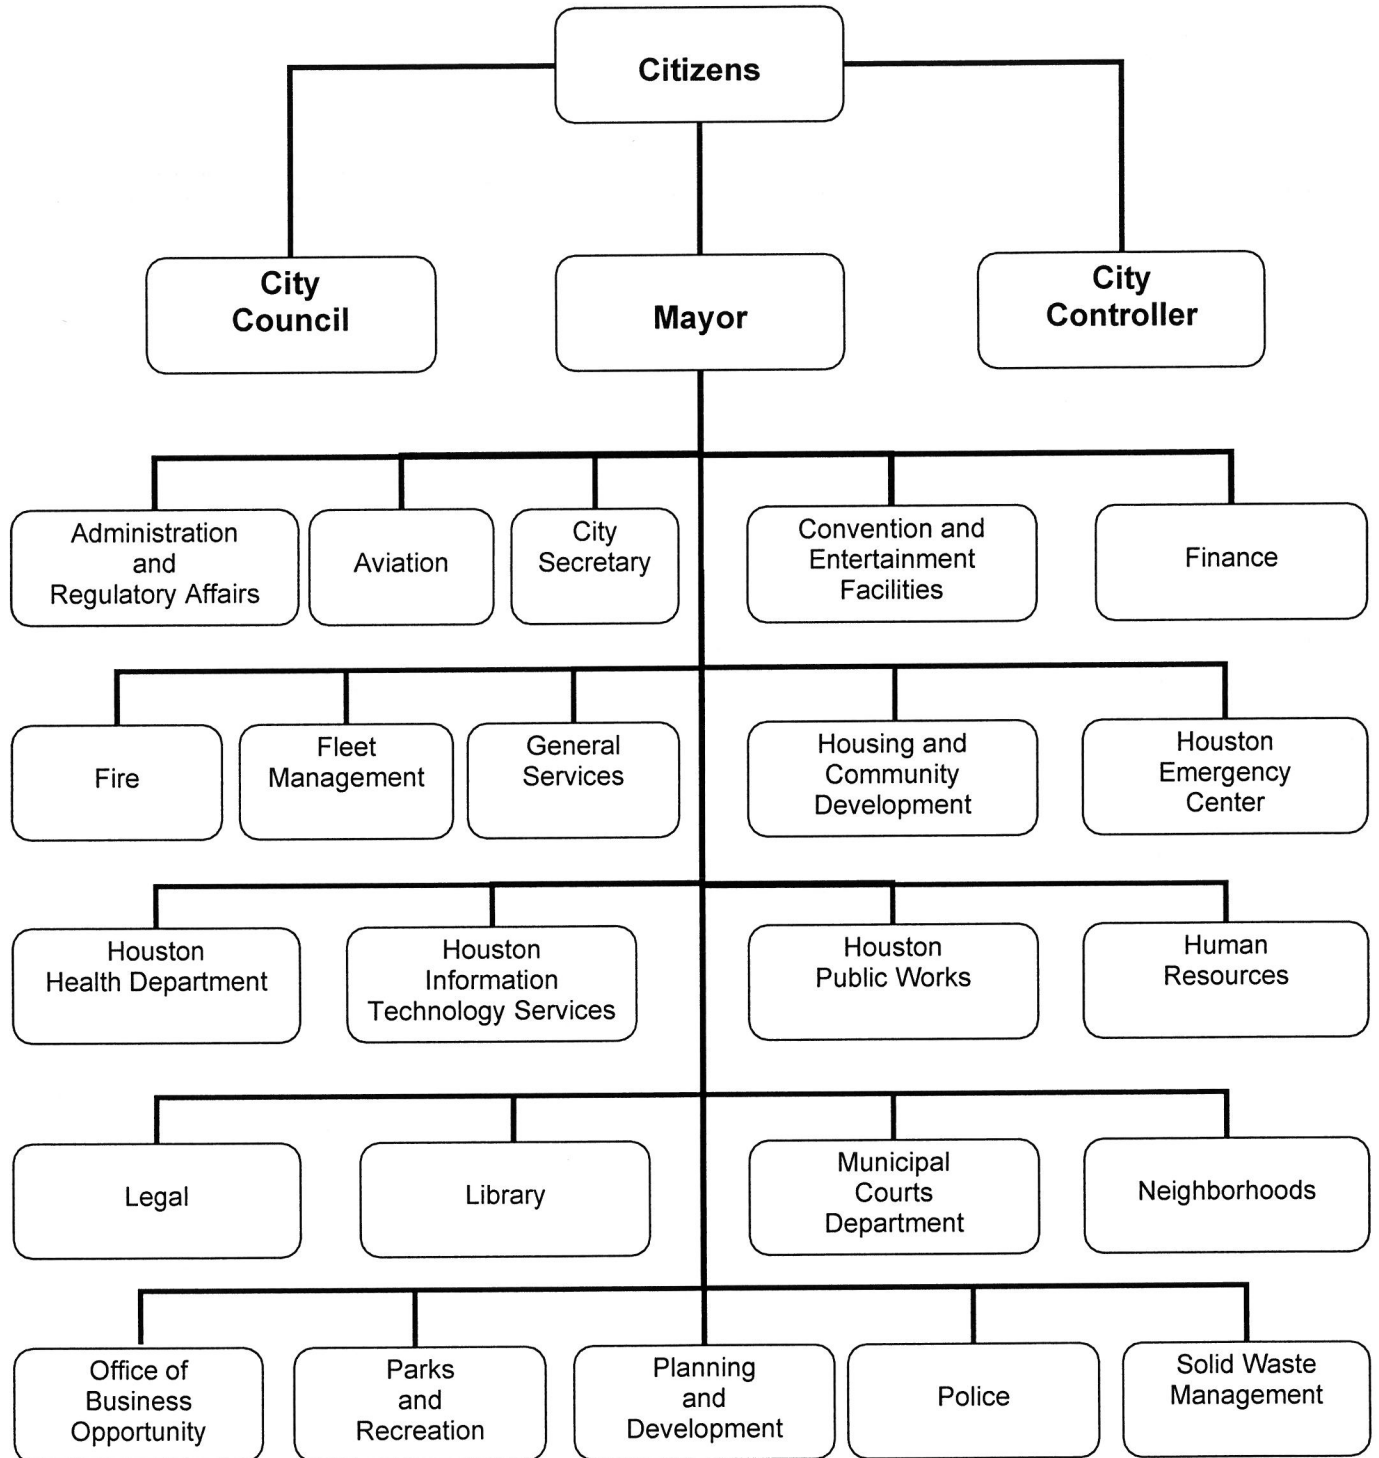 Citizens
City
Council
Mayor
City
Controller
Administration
and
Regulatory Affairs
Aviation
City
Secretary
Convention and
Entertainment
Facilities
Finance
Fire
Fleet
Management
General
Services
Housing and
Community
Development
Houston
Emergency
Center
Houston
Health Department
Houston
Information
Technology Services
Houston
Public Works
Human
Resources
Legal
Library
Municipal
Courts
Department
Neighborhoods
Office of
Business
Opportunity
Parks
and
Recreation
Planning
and
Development
Police
Solid Waste
Management